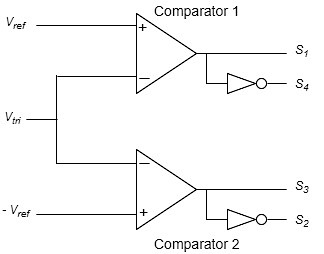 Comparator 1
Vref
+
S1
−
S4
Vtri
−
S3
- Vref
+
S2
Comparator 2